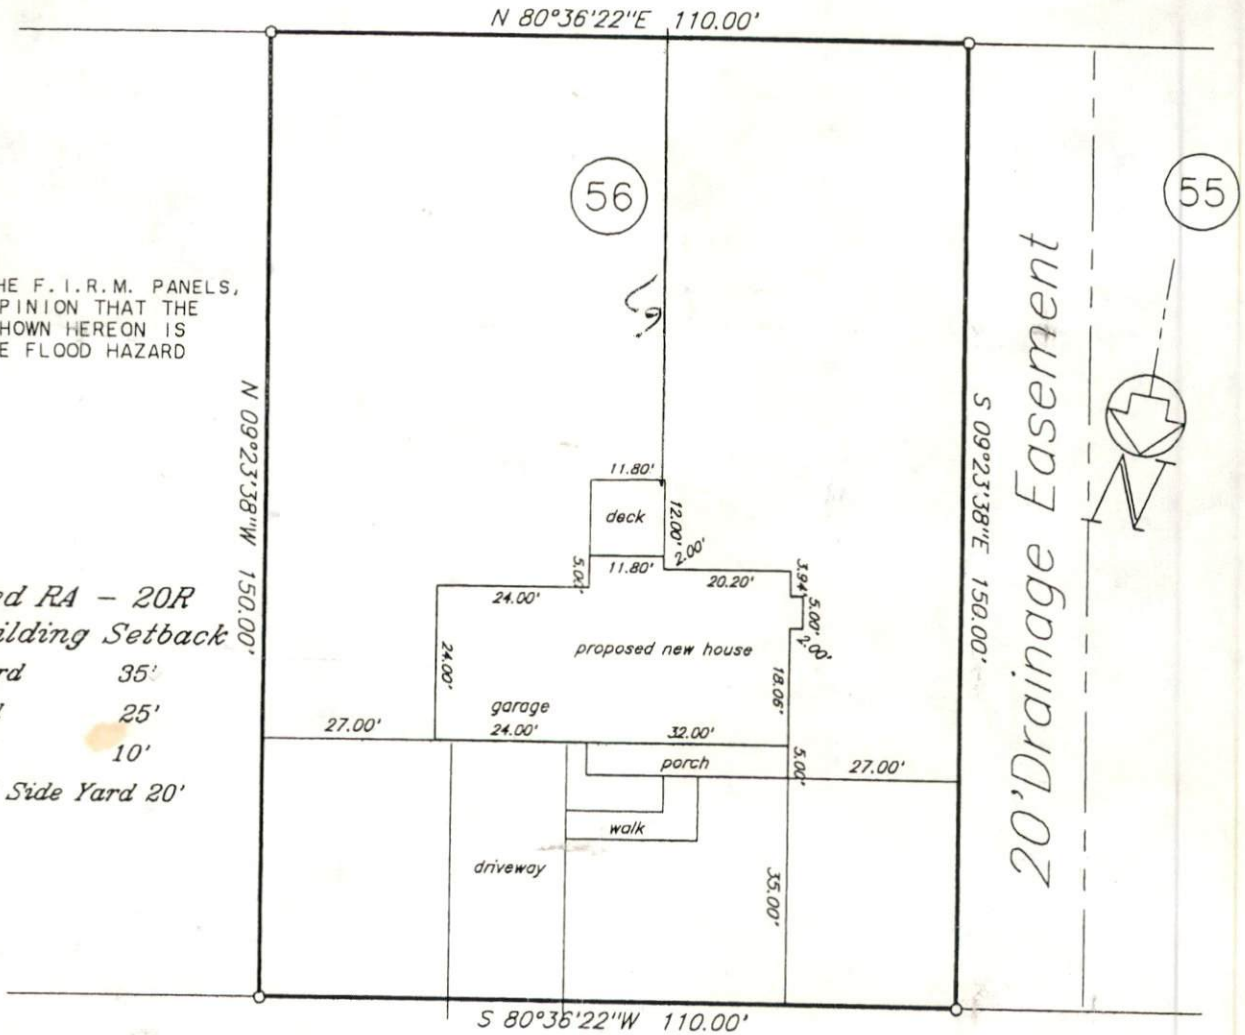 N 80°36'22"E 110.00'
56
55
HE F.I.R.M. PANELS,
PINION THAT THE
HOWN HEREON IS
E FLOOD HAZARD
N 09°23'38"W 150.00'
S 09°23'38"E 150.00'
20' Drainage Easement
N
11.80'
deck
12.00'
2.00'
5.00'
11.80'
20.20'
3.94'
5.00'
2.00'
24.00'
24.00'
proposed new house
18.06'
garage
24.00'
32.00'
ed RA - 20R
ilding Setback
rd 35'
25'
10'
Side Yard 20'
27.00'
porch
5.00'
27.00'
walk
driveway
35.00'
S 80°36'22"W 110.00'